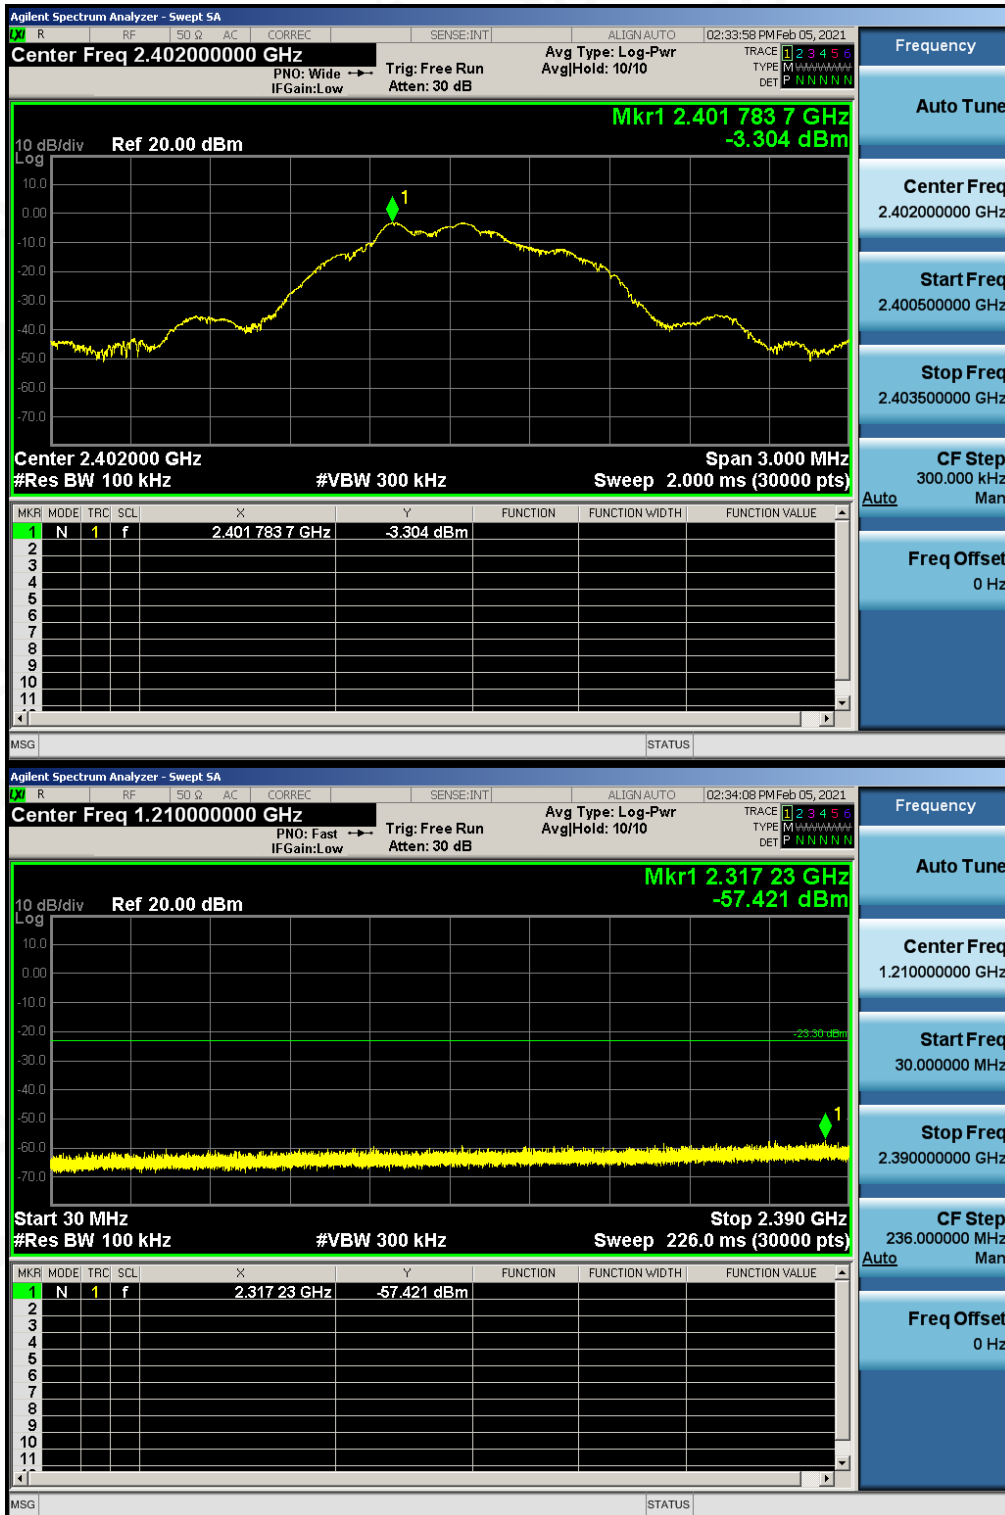 Agilent Spectrum Analyzer - Swept SA
LXI R RF 50 Ω AC CORREC SENSE:INT ALIGN AUTO 02:33:58 PM Feb 05, 2021
Center Freq 2.402000000 GHz
PNO: Wide
IFGain:Low
Trig: Free Run
Atten: 30 dB
Avg Type: Log-Pwr
Avg|Hold: 10/10
TRACE 1 2 3 4 5 6
TYPE M WWWWW
DET P N N N N N
Mkr1 2.401 783 7 GHz
-3.304 dBm
10 dB/div Ref 20.00 dBm
Log
10.0
0.00
-10.0
-20.0
-30.0
-40.0
-50.0
-60.0
-70.0
1
Center 2.402000 GHz Span 3.000 MHz
#Res BW 100 kHz #VBW 300 kHz Sweep 2.000 ms (30000 pts)
MKR MODE TRC SCL X Y FUNCTION FUNCTION WIDTH FUNCTION VALUE
1 N 1 f 2.401 783 7 GHz -3.304 dBm
2
3
4
5
6
7
8
9
10
11
MSG STATUS
Frequency
Auto Tune
Center Freq
2.402000000 GHz
Start Freq
2.400500000 GHz
Stop Freq
2.403500000 GHz
CF Step
300.000 kHz
Auto Man
Freq Offset
0 Hz
Agilent Spectrum Analyzer - Swept SA
LXI R RF 50 Ω AC CORREC SENSE:INT ALIGN AUTO 02:34:08 PM Feb 05, 2021
Center Freq 1.210000000 GHz
PNO: Fast
IFGain:Low
Trig: Free Run
Atten: 30 dB
Avg Type: Log-Pwr
Avg|Hold: 10/10
TRACE 1 2 3 4 5 6
TYPE M WWWWW
DET P N N N N N
Mkr1 2.317 23 GHz
-57.421 dBm
10 dB/div Ref 20.00 dBm
Log
10.0
0.00
-10.0
-20.0
-30.0
-40.0
-50.0
-60.0
-70.0
-23.30 dBm
1
Start 30 MHz Stop 2.390 GHz
#Res BW 100 kHz #VBW 300 kHz Sweep 226.0 ms (30000 pts)
MKR MODE TRC SCL X Y FUNCTION FUNCTION WIDTH FUNCTION VALUE
1 N 1 f 2.317 23 GHz -57.421 dBm
2
3
4
5
6
7
8
9
10
11
MSG STATUS
Frequency
Auto Tune
Center Freq
1.210000000 GHz
Start Freq
30.000000 MHz
Stop Freq
2.390000000 GHz
CF Step
236.000000 MHz
Auto Man
Freq Offset
0 Hz